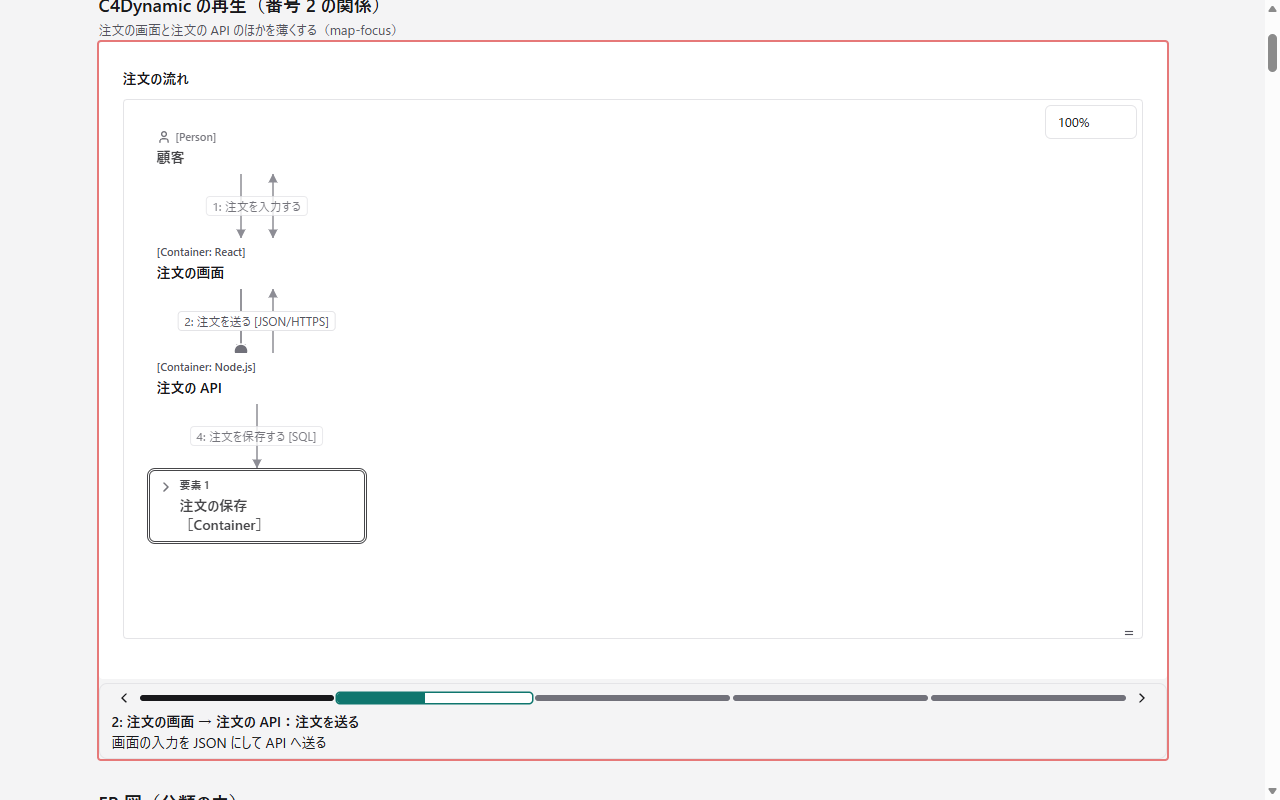 C4Dynamic の再生（番号 2 の関係）
注文の画面と注文の API のほかを薄くする（map-focus）
注文の流れ
100%
[Person]
顧客
1: 注文を入力する
[Container: React]
注文の画面
2: 注文を送る [JSON/HTTPS]
[Container: Node.js]
注文の API
4: 注文を保存する [SQL]
要素 1
注文の保存
［Container］
2: 注文の画面 → 注文の API：注文を送る
画面の入力を JSON にして API へ送る